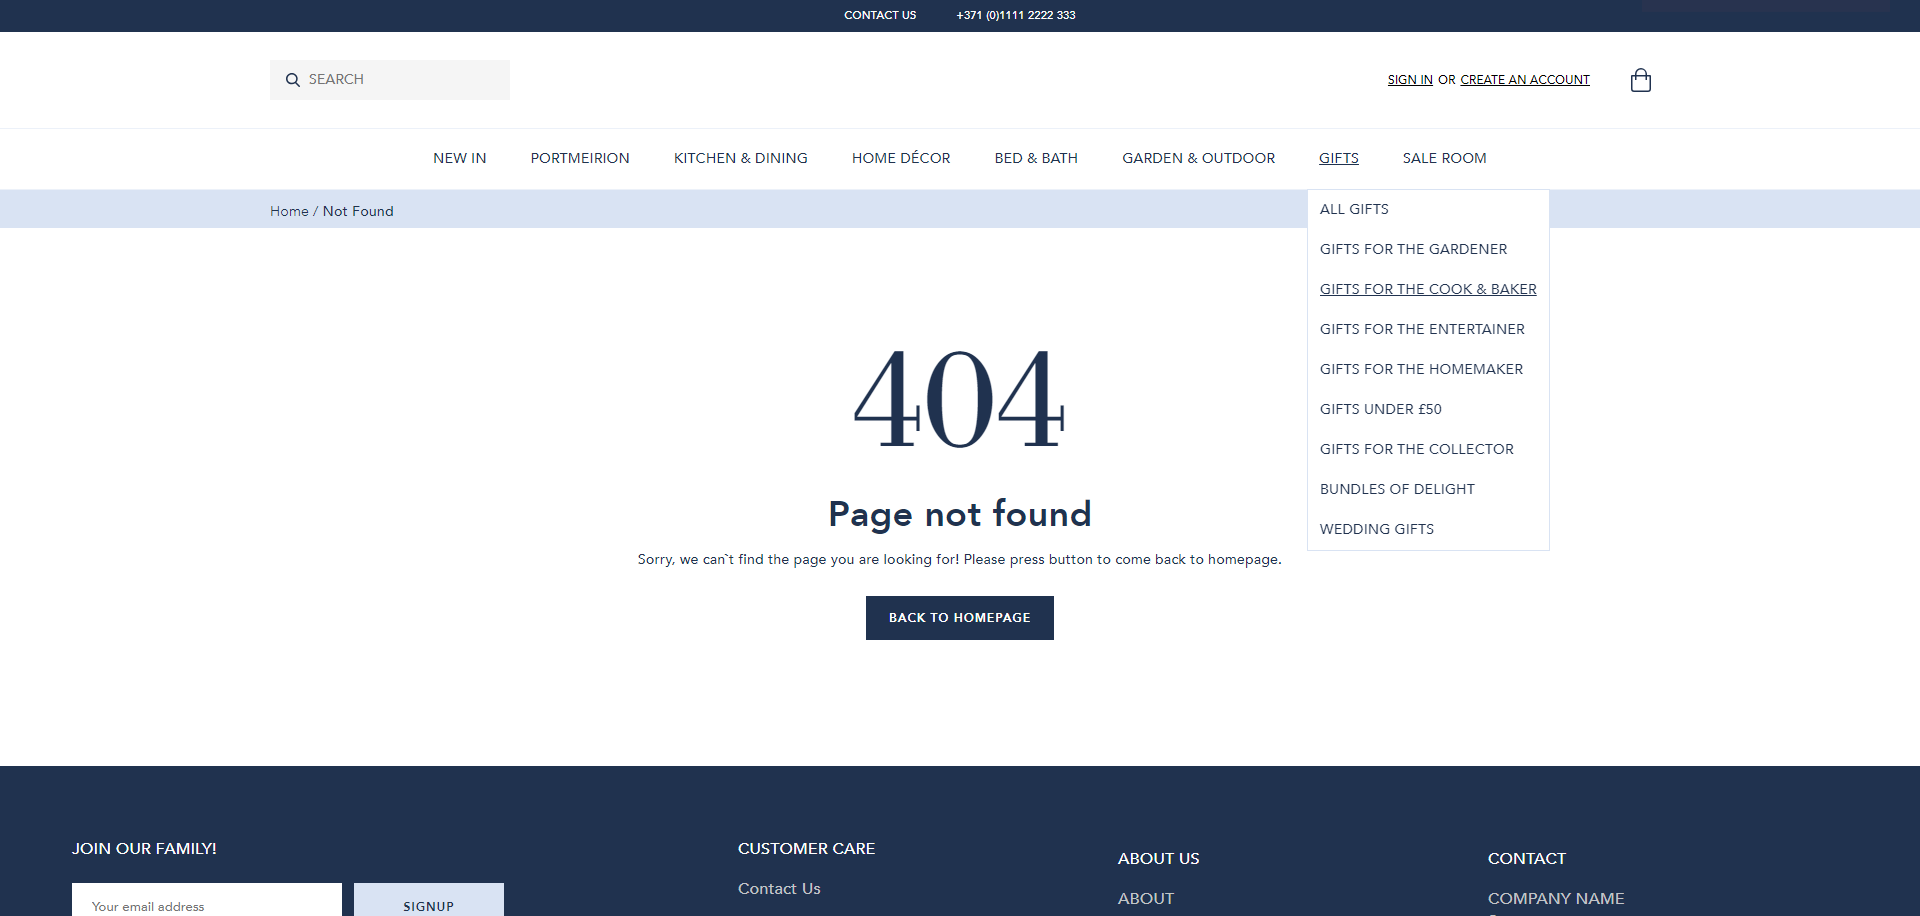 CONTACT US +371 (0)1111 2222 333
SEARCH
SIGN IN OR CREATE AN ACCOUNT
NEW IN PORTMEIRION KITCHEN & DINING HOME DÉCOR BED & BATH GARDEN & OUTDOOR GIFTS SALE ROOM
Home / Not Found
ALL GIFTS
GIFTS FOR THE GARDENER
GIFTS FOR THE COOK & BAKER
GIFTS FOR THE ENTERTAINER
GIFTS FOR THE HOMEMAKER
GIFTS UNDER £50
GIFTS FOR THE COLLECTOR
BUNDLES OF DELIGHT
WEDDING GIFTS
404
Page not found
Sorry, we can`t find the page you are looking for! Please press button to come back to homepage.
BACK TO HOMEPAGE
JOIN OUR FAMILY!
Your email address
SIGNUP
CUSTOMER CARE
Contact Us
ABOUT US
ABOUT
CONTACT
COMPANY NAME